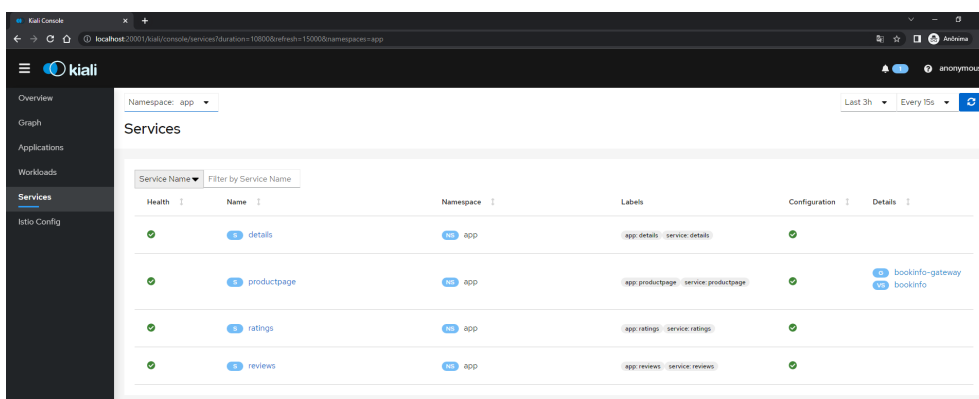 Kiali Console
localhost:20001/kiali/console/services?duration=10800&refresh=15000&namespaces=app
Anónima
kiali
1
anonymous
Overview
Graph
Applications
Workloads
Services
Istio Config
Namespace: app
Last 3h
Every 15s
Services
Service Name
Filter by Service Name
Health Name Namespace Labels Configuration Details
S details NS app app: details service: details
S productpage NS app app: productpage service: productpage
G bookinfo-gateway
VS bookinfo
S ratings NS app app: ratings service: ratings
S reviews NS app app: reviews service: reviews